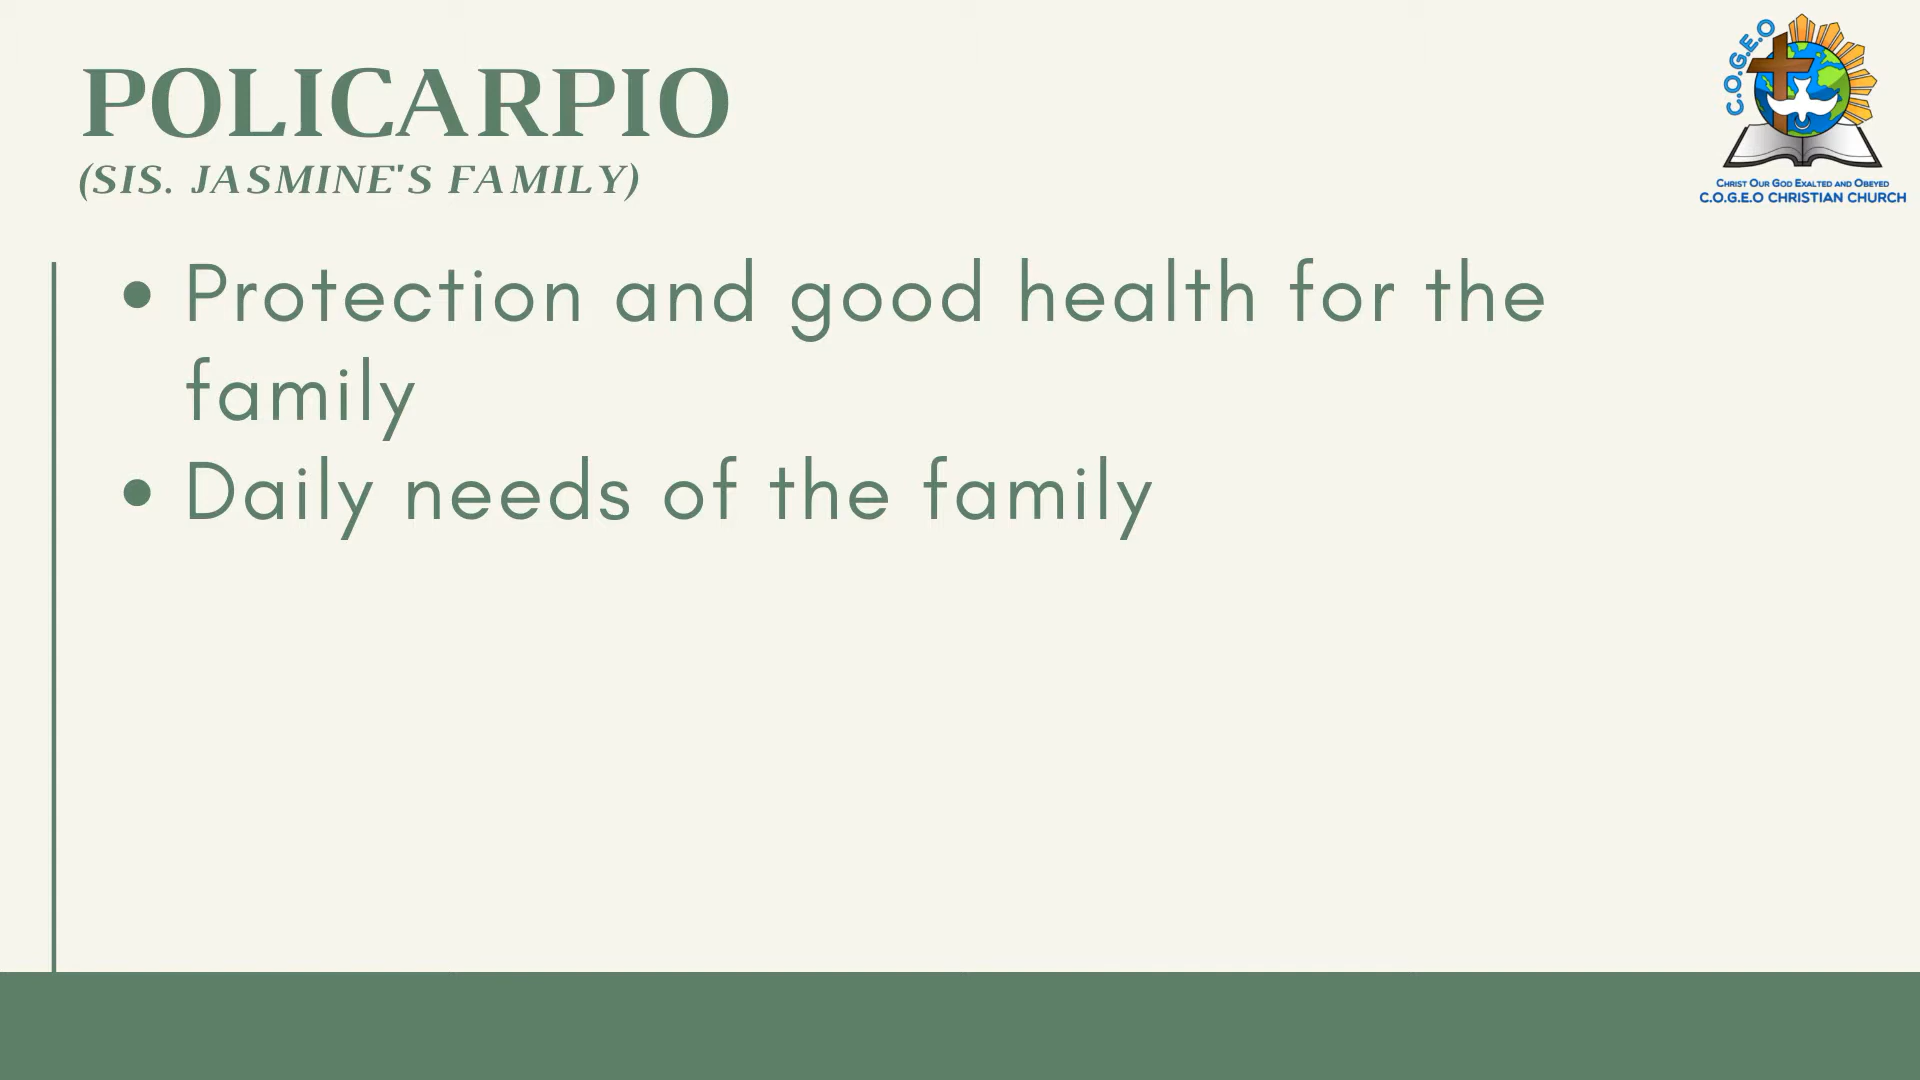 POLICARPIO
(SIS. JASMINE'S FAMILY)
C.O.G.E.O
CHRIST OUR GOD EXALTED AND OBEYED
C.O.G.E.O CHRISTIAN CHURCH
• Protection and good health for the
family
• Daily needs of the family